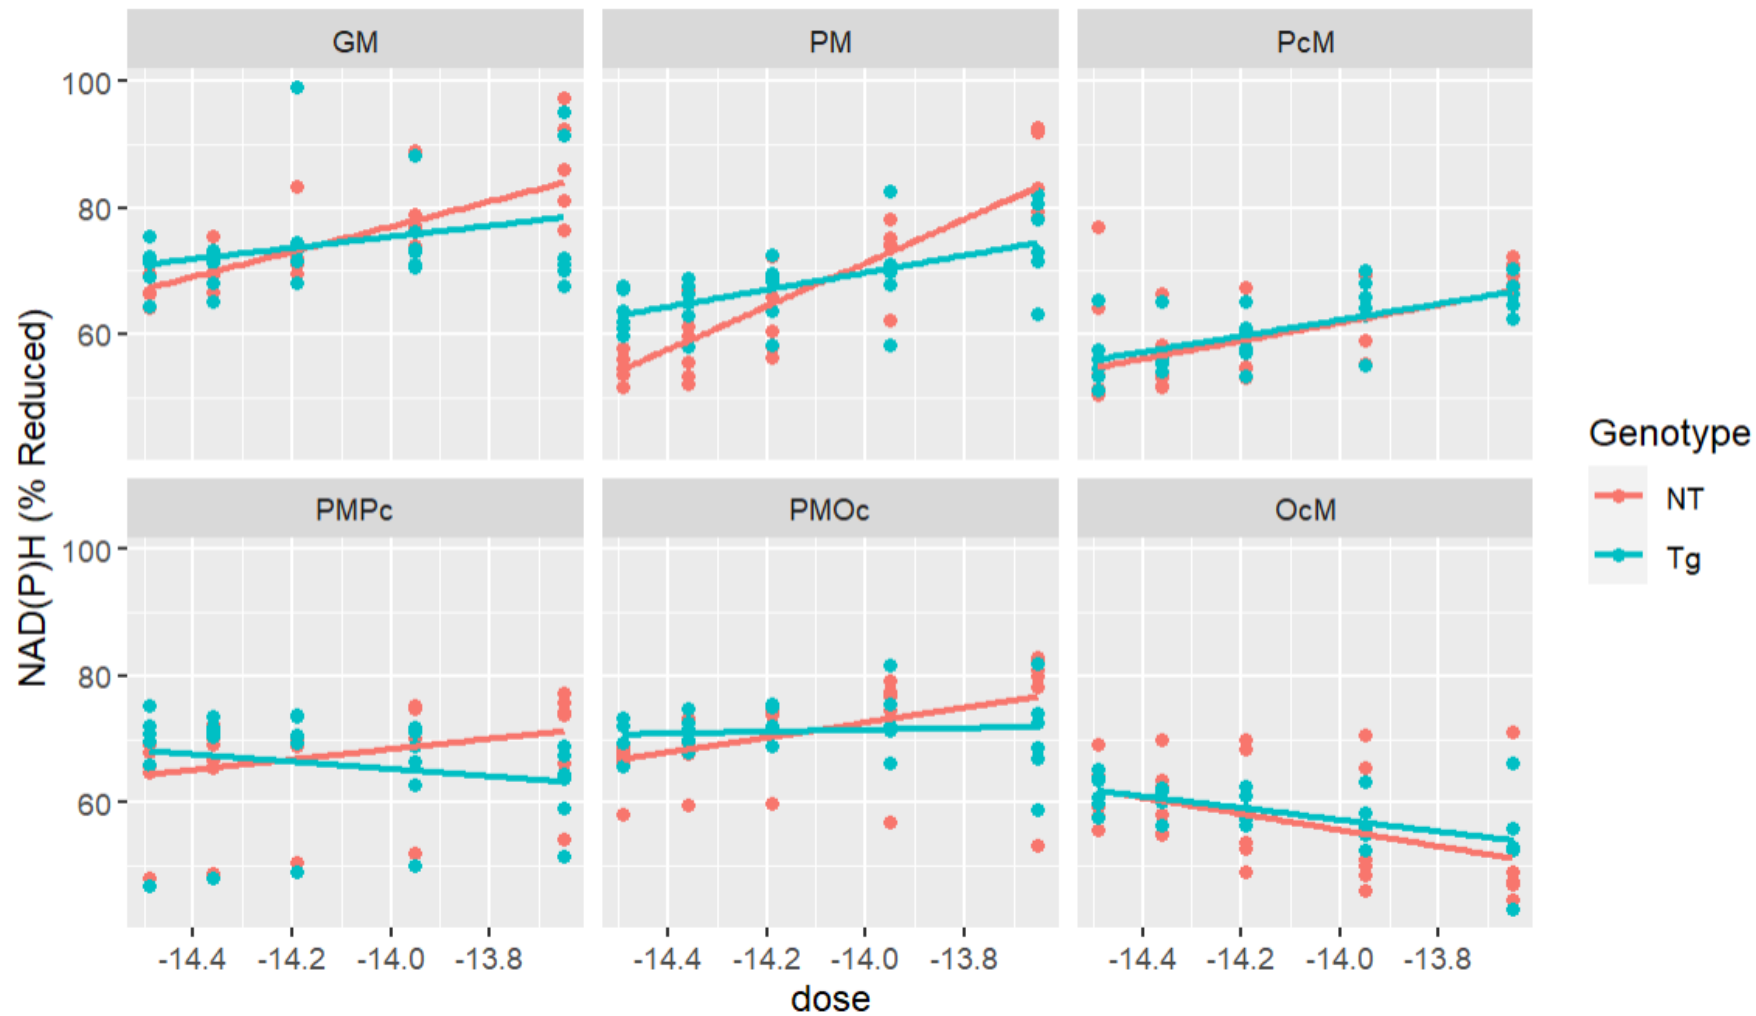 GM PM PcM
100
80
60
NAD(P)H (% Reduced)
PMPc PMOc OcM
100
80
60
-14.4 -14.2 -14.0 -13.8 -14.4 -14.2 -14.0 -13.8 -14.4 -14.2 -14.0 -13.8
dose
Genotype
NT
Tg